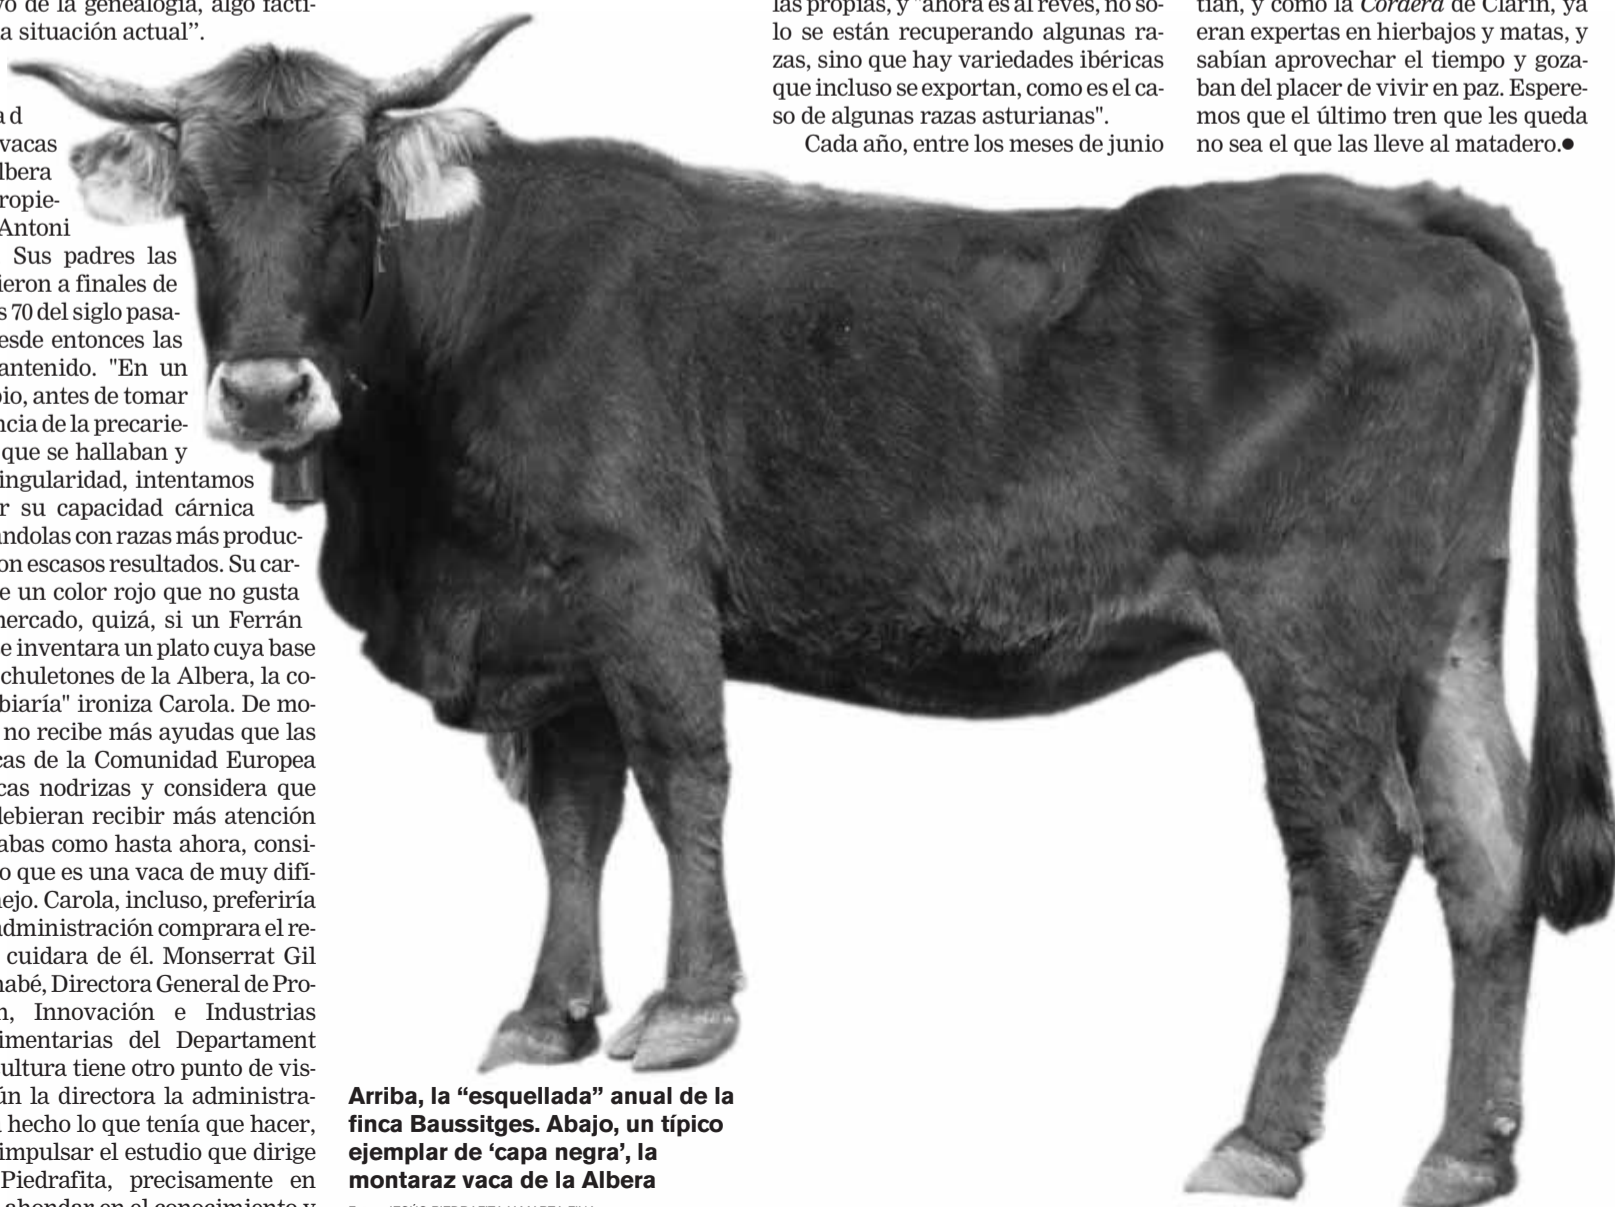 vo de la genealogía, algo facti-
a situación actual”.
a d
vacas
lbera
ropie-
Antoni
Sus padres las
ieron a finales de
s 70 del siglo pasa-
esde entonces las
antenido. "En un
pio, antes de tomar
ncia de la precarie-
que se hallaban y
ingularidad, intentamos
r su capacidad cárnica
ándolas con razas más produc-
on escasos resultados. Su car-
e un color rojo que no gusta
mercado, quizá, si un Ferrán
e inventara un plato cuya base
chuletones de la Albera, la co-
biaría" ironiza Carola. De mo-
no recibe más ayudas que las
cas de la Comunidad Europea
cas nodrizas y considera que
debieran recibir más atención
abas como hasta ahora, consi-
o que es una vaca de muy difí-
nejo. Carola, incluso, preferiría
administración comprara el re-
cuidara de él. Monserrat Gil
nabé, Directora General de Pro-
n, Innovación e Industrias
imentarias del Departament
ultura tiene otro punto de vis-
ún la directora la administra-
hecho lo que tenía que hacer,
impulsar el estudio que dirige
Piedrafita, precisamente en
ahondar en el conocimiento y
Arriba, la “esquellada” anual de la
finca Baussitges. Abajo, un típico
ejemplar de ‘capa negra’, la
montaraz vaca de la Albera
las propias, y "ahora es al revés, no só-
lo se están recuperando algunas ra-
zas, sino que hay variedades ibéricas
que incluso se exportan, como es el ca-
so de algunas razas asturianas".
Cada año, entre los meses de junio
tían, y como la Cordera de Clarín, ya
eran expertas en hierbajos y matas, y
sabían aprovechar el tiempo y goza-
ban del placer de vivir en paz. Espere-
mos que el último tren que les queda
no sea el que las lleve al matadero.●